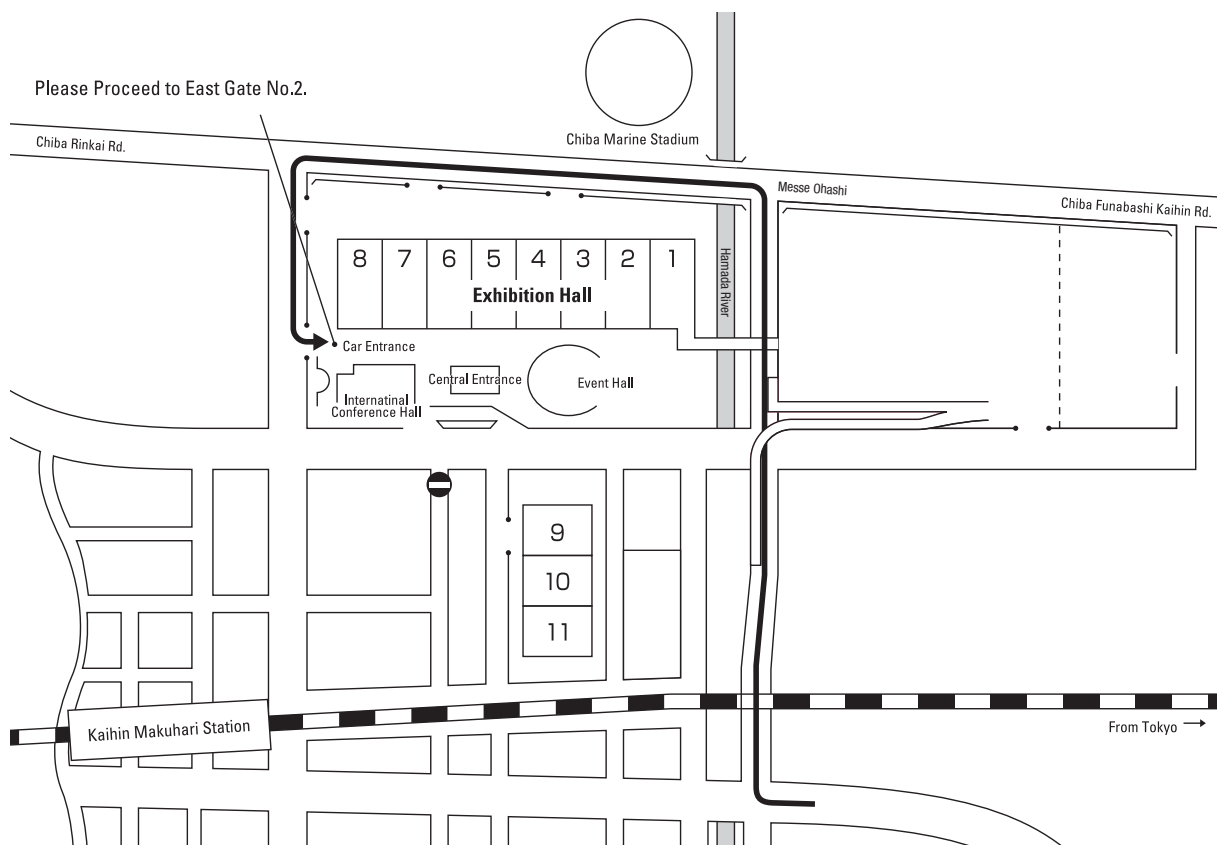 Please Proceed to East Gate No.2.
Chiba Marine Stadium
Chiba Rinkai Rd.
Messe Ohashi
Chiba Funabashi Kaihin Rd.
8 7 6 5 4 3 2 1
Exhibition Hall
Hamada River
Car Entrance
Central Entrance
Event Hall
Internatinal
Conference Hall
9
10
11
Kaihin Makuhari Station
From Tokyo →